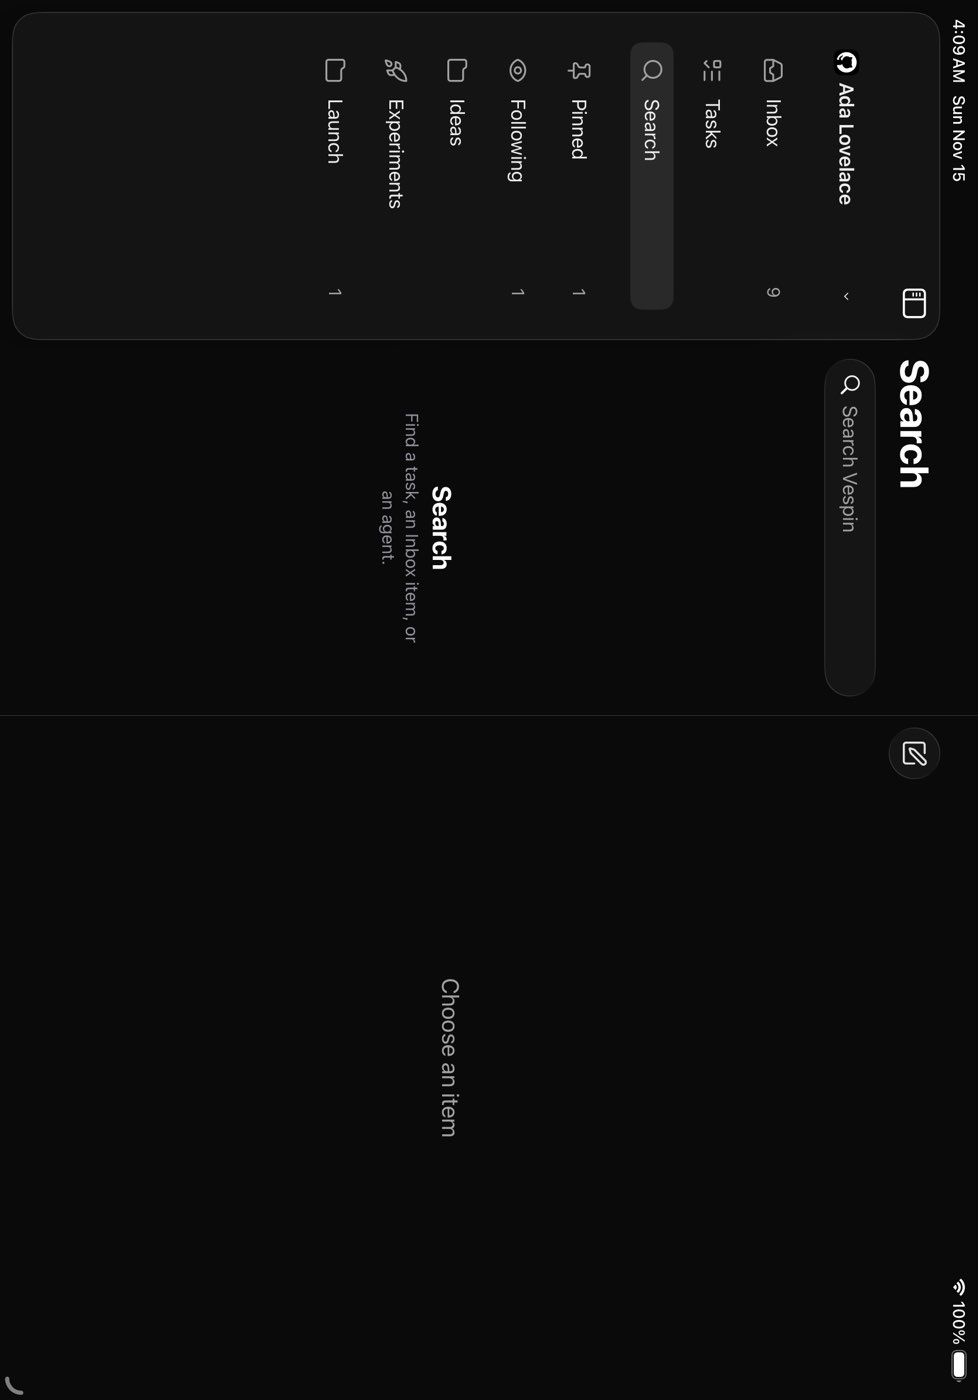 4:09 AM Sun Nov 15
100%
Ada Lovelace
Inbox 9
Tasks
Search
Pinned 1
Following 1
Ideas
Experiments
Launch 1
Search
Search Vespin
Search
Find a task, an Inbox item, or
an agent.
Choose an item